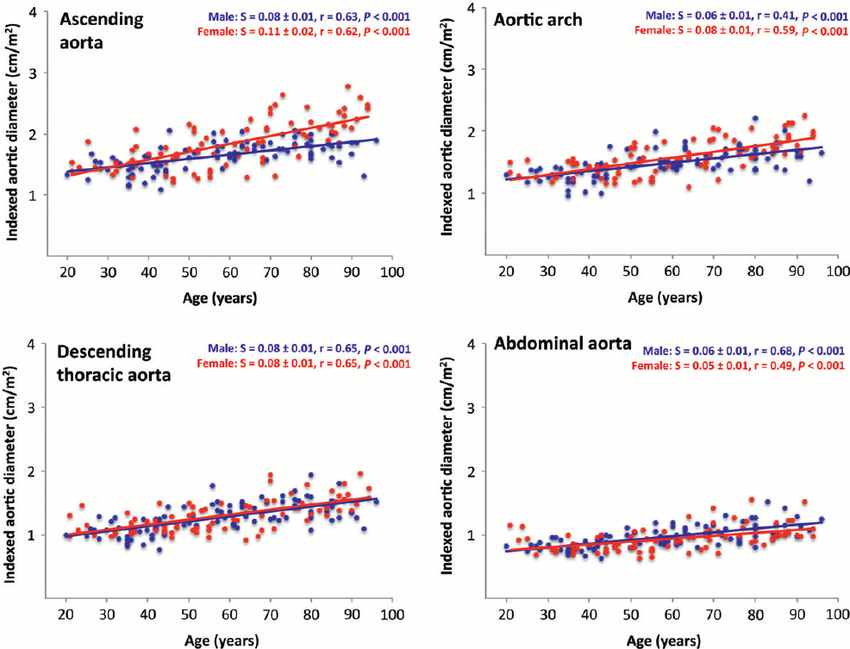 Ascending
aorta
Male: S = 0.08 ± 0.01, r = 0.63, P < 0.001
Female: S = 0.11 ± 0.02, r = 0.62, P < 0.001
Indexed aortic diameter (cm/m²)
4
3
2
1
20 30 40 50 60 70 80 90 100
Age (years)
Aortic arch
Male: S = 0.06 ± 0.01, r = 0.41, P < 0.001
Female: S = 0.08 ± 0.01, r = 0.59, P < 0.001
Indexed aortic diameter (cm/m²)
4
3
2
1
20 30 40 50 60 70 80 90 100
Age (years)
Descending
thoracic aorta
Male: S = 0.08 ± 0.01, r = 0.65, P < 0.001
Female: S = 0.08 ± 0.01, r = 0.65, P < 0.001
Indexed aortic diameter (cm/m²)
4
3
2
1
20 30 40 50 60 70 80 90 100
Age (years)
Abdominal aorta
Male: S = 0.06 ± 0.01, r = 0.68, P < 0.001
Female: S = 0.05 ± 0.01, r = 0.49, P < 0.001
Indexed aortic diameter (cm/m²)
4
3
2
1
20 30 40 50 60 70 80 90 100
Age (years)